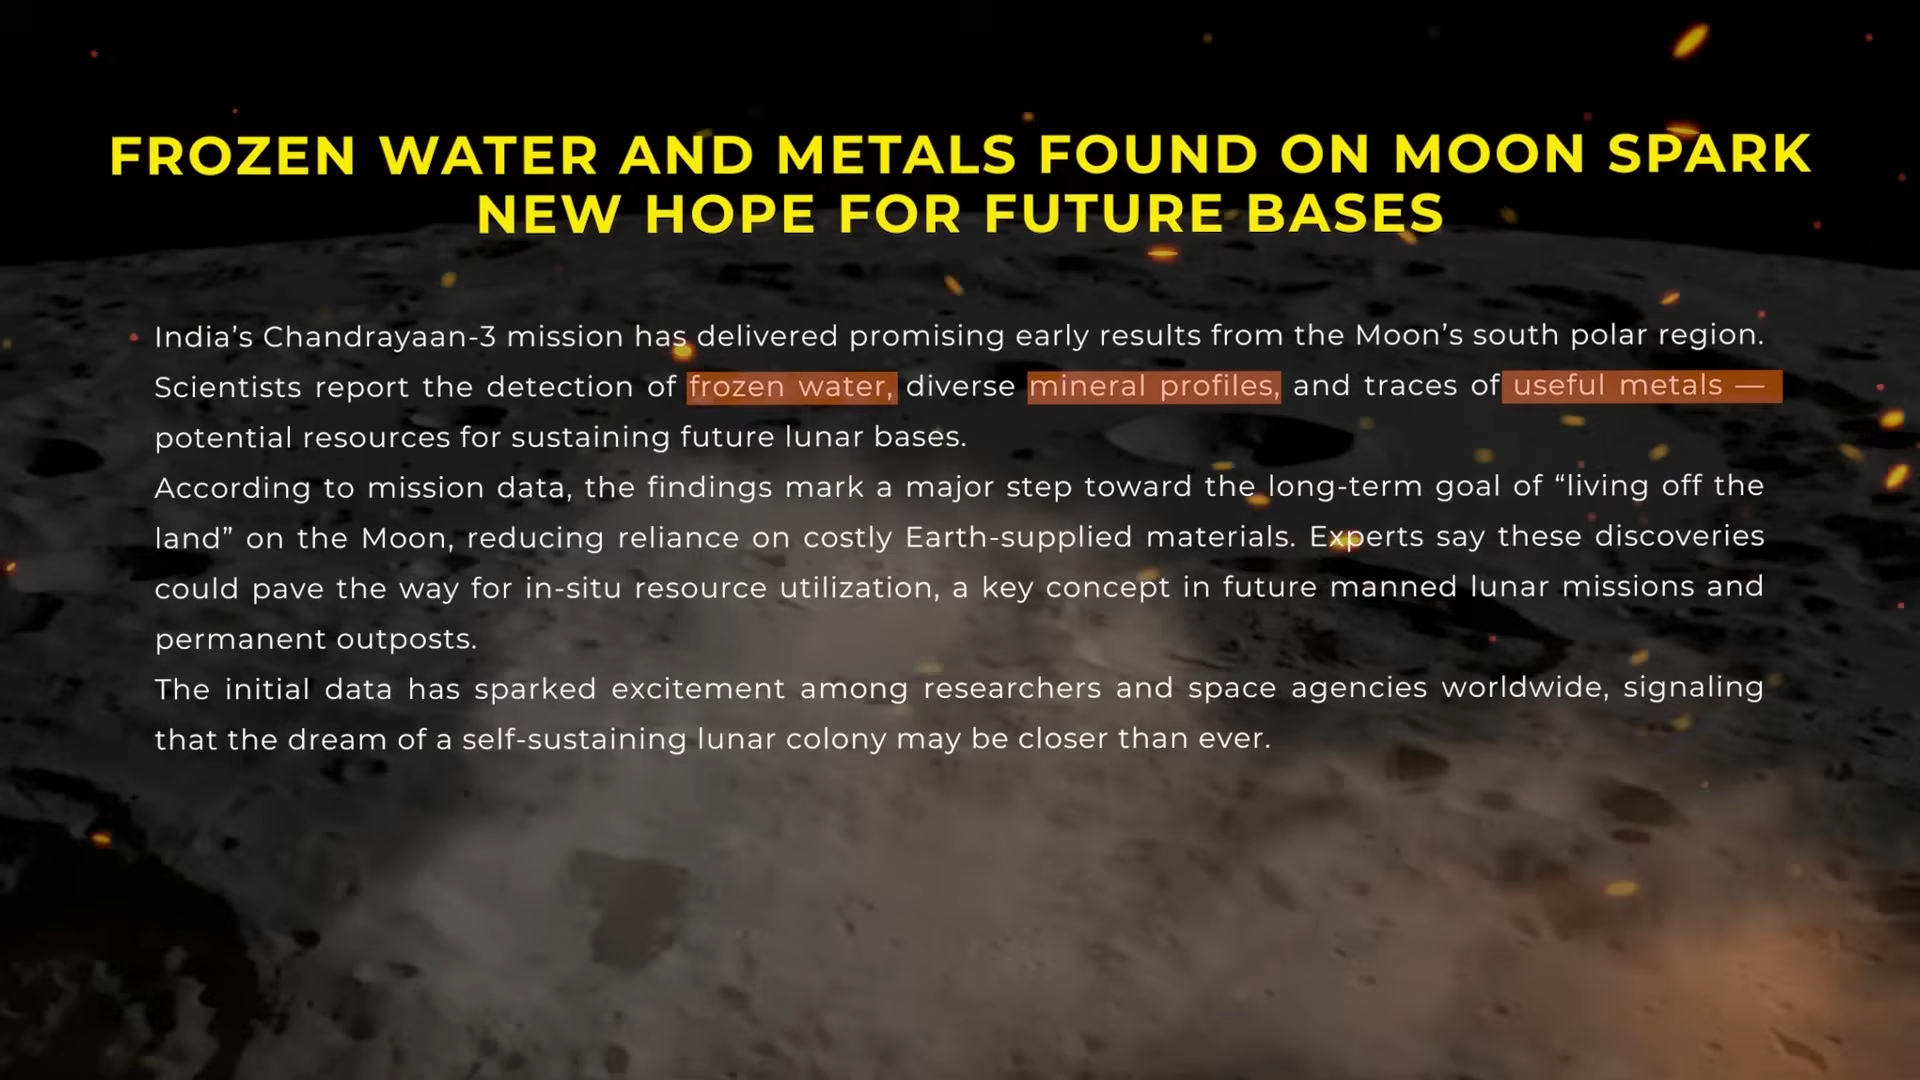 FROZEN WATER AND METALS FOUND ON MOON SPARK
NEW HOPE FOR FUTURE BASES
India’s Chandrayaan-3 mission has delivered promising early results from the Moon’s south polar region.
Scientists report the detection of frozen water, diverse mineral profiles, and traces of useful metals —
potential resources for sustaining future lunar bases.
According to mission data, the findings mark a major step toward the long-term goal of “living off the
land” on the Moon, reducing reliance on costly Earth-supplied materials. Experts say these discoveries
could pave the way for in-situ resource utilization, a key concept in future manned lunar missions and
permanent outposts.
The initial data has sparked excitement among researchers and space agencies worldwide, signaling
that the dream of a self-sustaining lunar colony may be closer than ever.